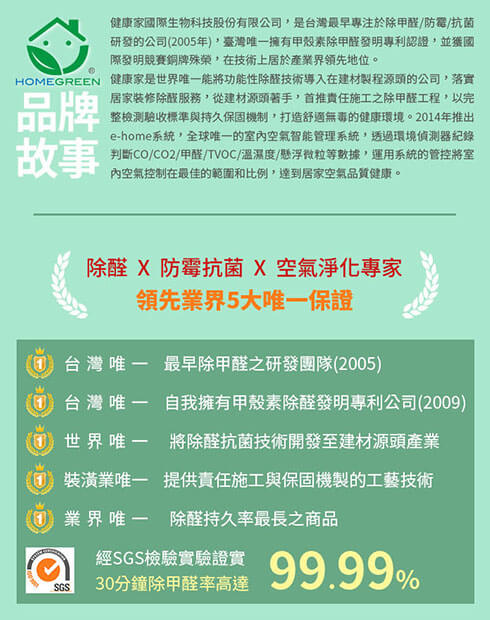 健康家國際生物科技股份有限公司，是台灣最早專注於除甲醛/防霉/抗菌
研發的公司(2005年)，臺灣唯一擁有甲殼素除醛發明專利認證，並獲國
際發明競賽銅牌殊榮，在技術上居於產業界領先地位。
HOMEGREEN®
品牌
故事
健康家是世界唯一能將功能性除醛技術導入在建材製程源頭的公司，落實
居家裝修除醛服務，從建材源頭著手，首推責任施工之除甲醛工程，以完
整檢測驗收標準與持久保固機制，打造舒適無毒的健康環境。2014年推出
e-home系統，全球唯一的室內空氣智能管理系統，透過環境偵測器紀錄
判斷CO/CO2/甲醛/TVOC/溫濕度/懸浮微粒等數據，運用系統的管控將室
內空氣控制在最佳的範圍和比例，達到居家空氣品質健康。
除醛 X 防霉抗菌 X 空氣淨化專家
領先業界5大唯一保證
1 台灣唯一 最早除甲醛之研發團隊(2005)
1 台灣唯一 自我擁有甲殼素除醛發明專利公司(2009)
1 世界唯一 將除醛抗菌技術開發至建材源頭產業
1 裝潢業唯一 提供責任施工與保固機製的工藝技術
1 業界唯一 除醛持久率最長之商品
SGS
經SGS檢驗實驗證實
30分鐘除甲醛率高達
99.99%